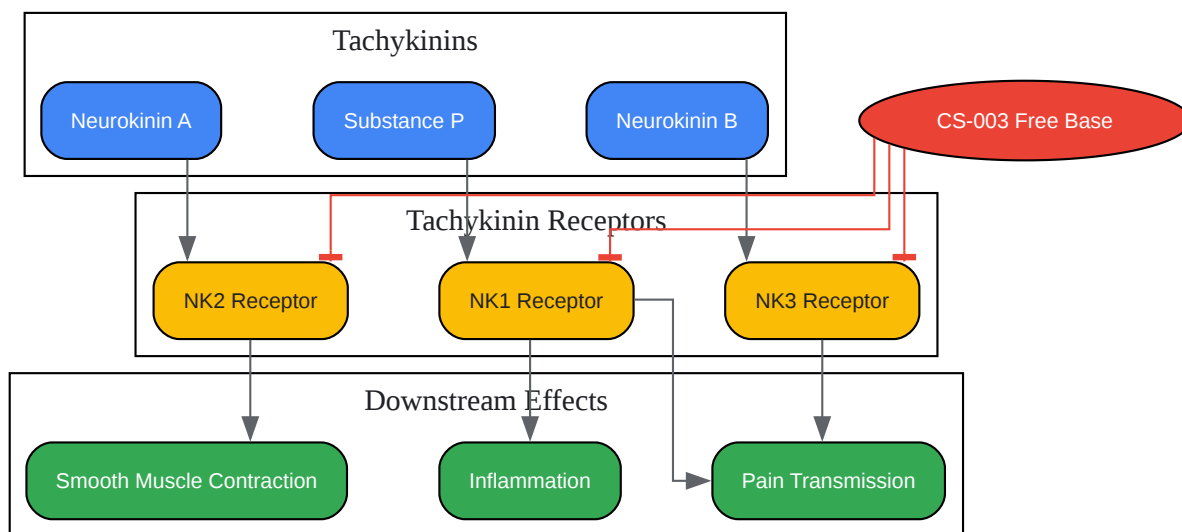 Tachykinins
Neurokinin A
Substance P
Neurokinin B
CS-003 Free Base
Tachykinin Receptors
NK2 Receptor
NK1 Receptor
NK3 Receptor
Downstream Effects
Smooth Muscle Contraction
Inflammation
Pain Transmission